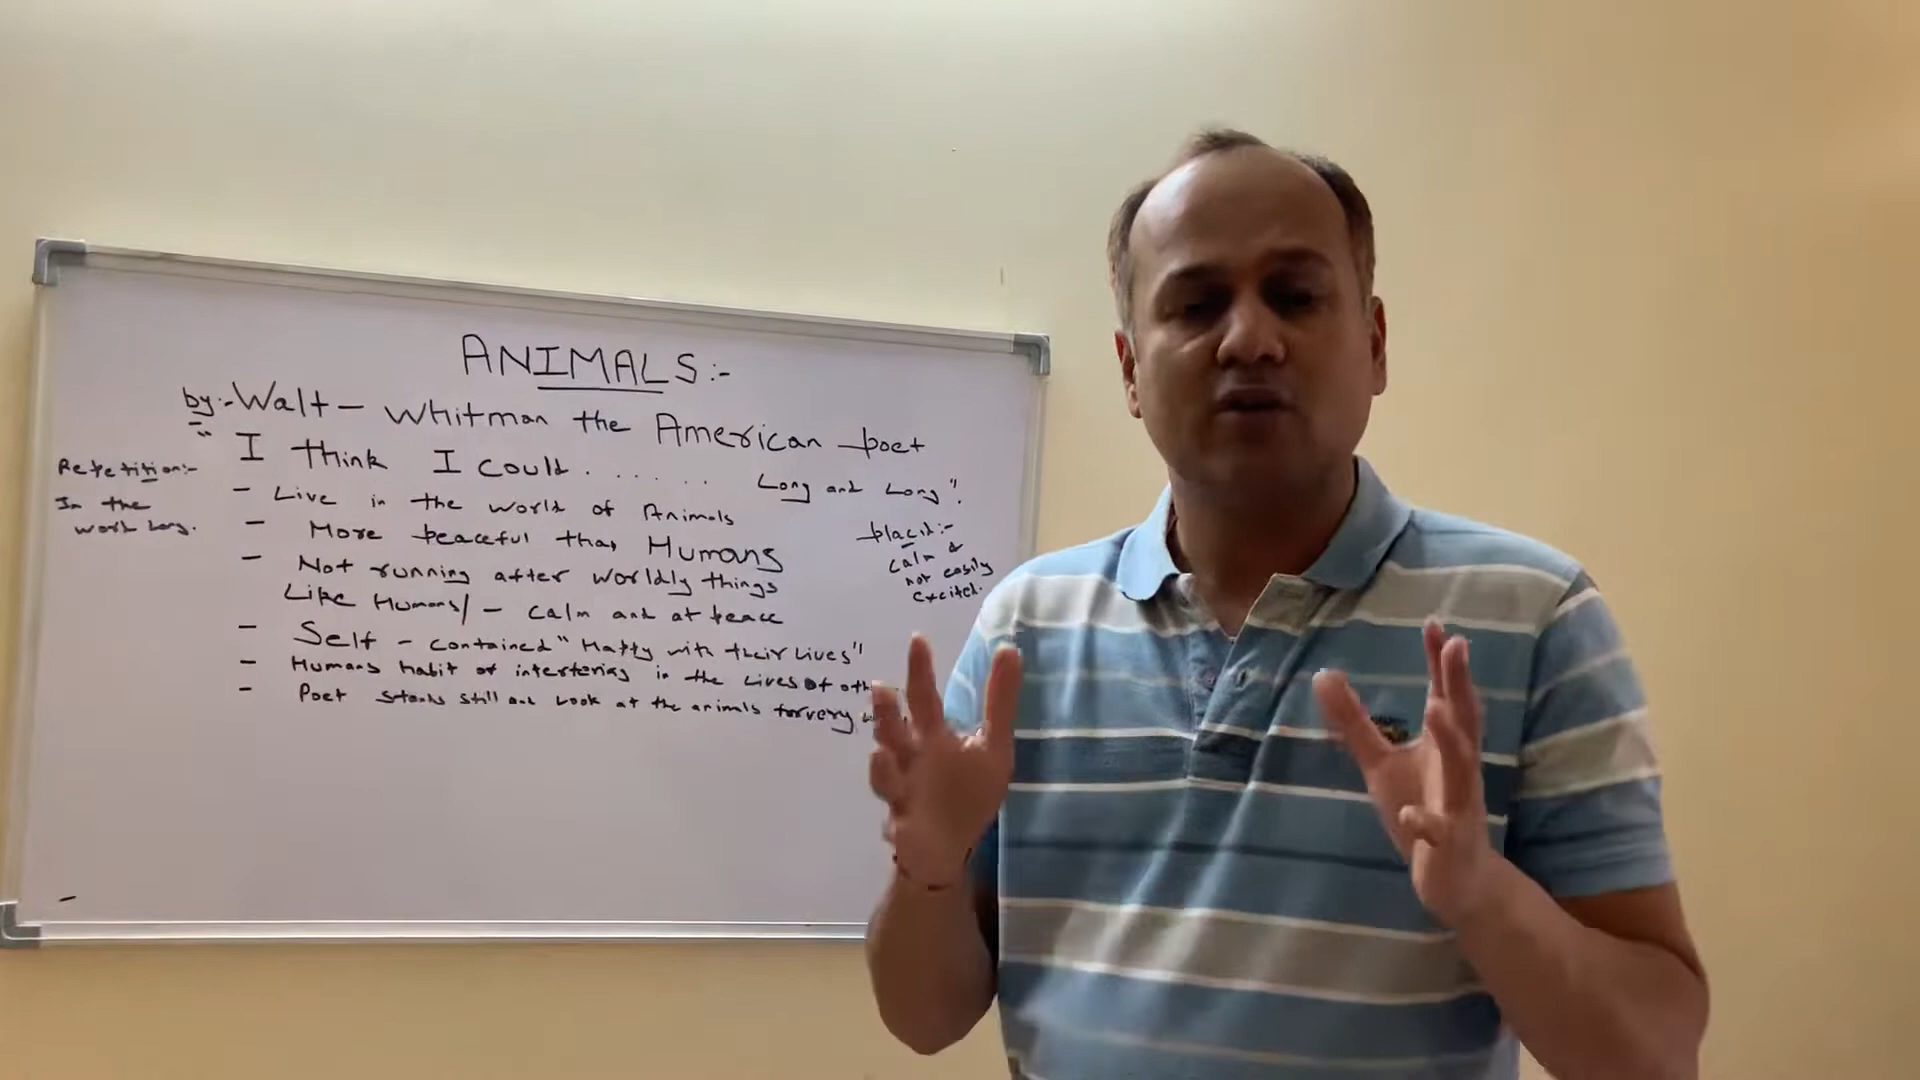 ANIMALS:-
by:- Walt - Whitman the American poet
"I think I could . . . . . . . Long and Long".
- Live in the world of Animals
- More peaceful than Humans
- Not running after worldly things
Like Humans/ - calm and at peace
- Self - contained "Happy with their Lives"
- Humans habit of interfering in the Lives of
- Poet stands still and Look at the animals for very
Repetition:-
In the
word Long.
placid:-
calm &
not easily
excited.